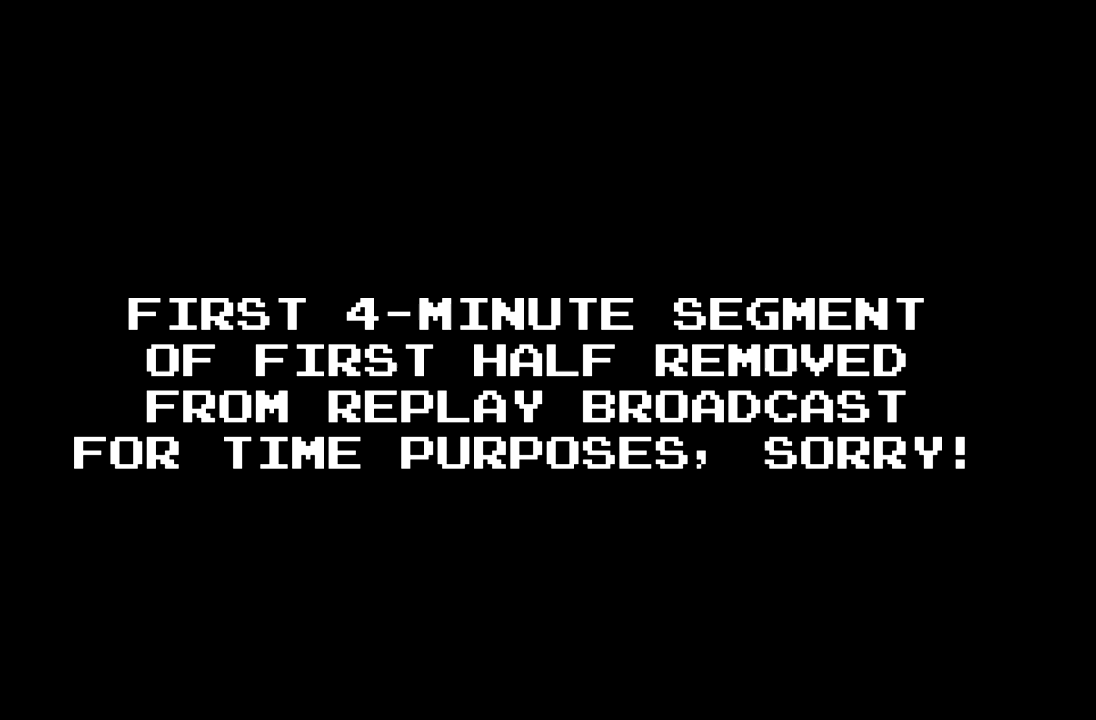 FIRST 4-MINUTE SEGMENT
OF FIRST HALF REMOVED
FROM REPLAY BROADCAST
FOR TIME PURPOSES, SORRY!